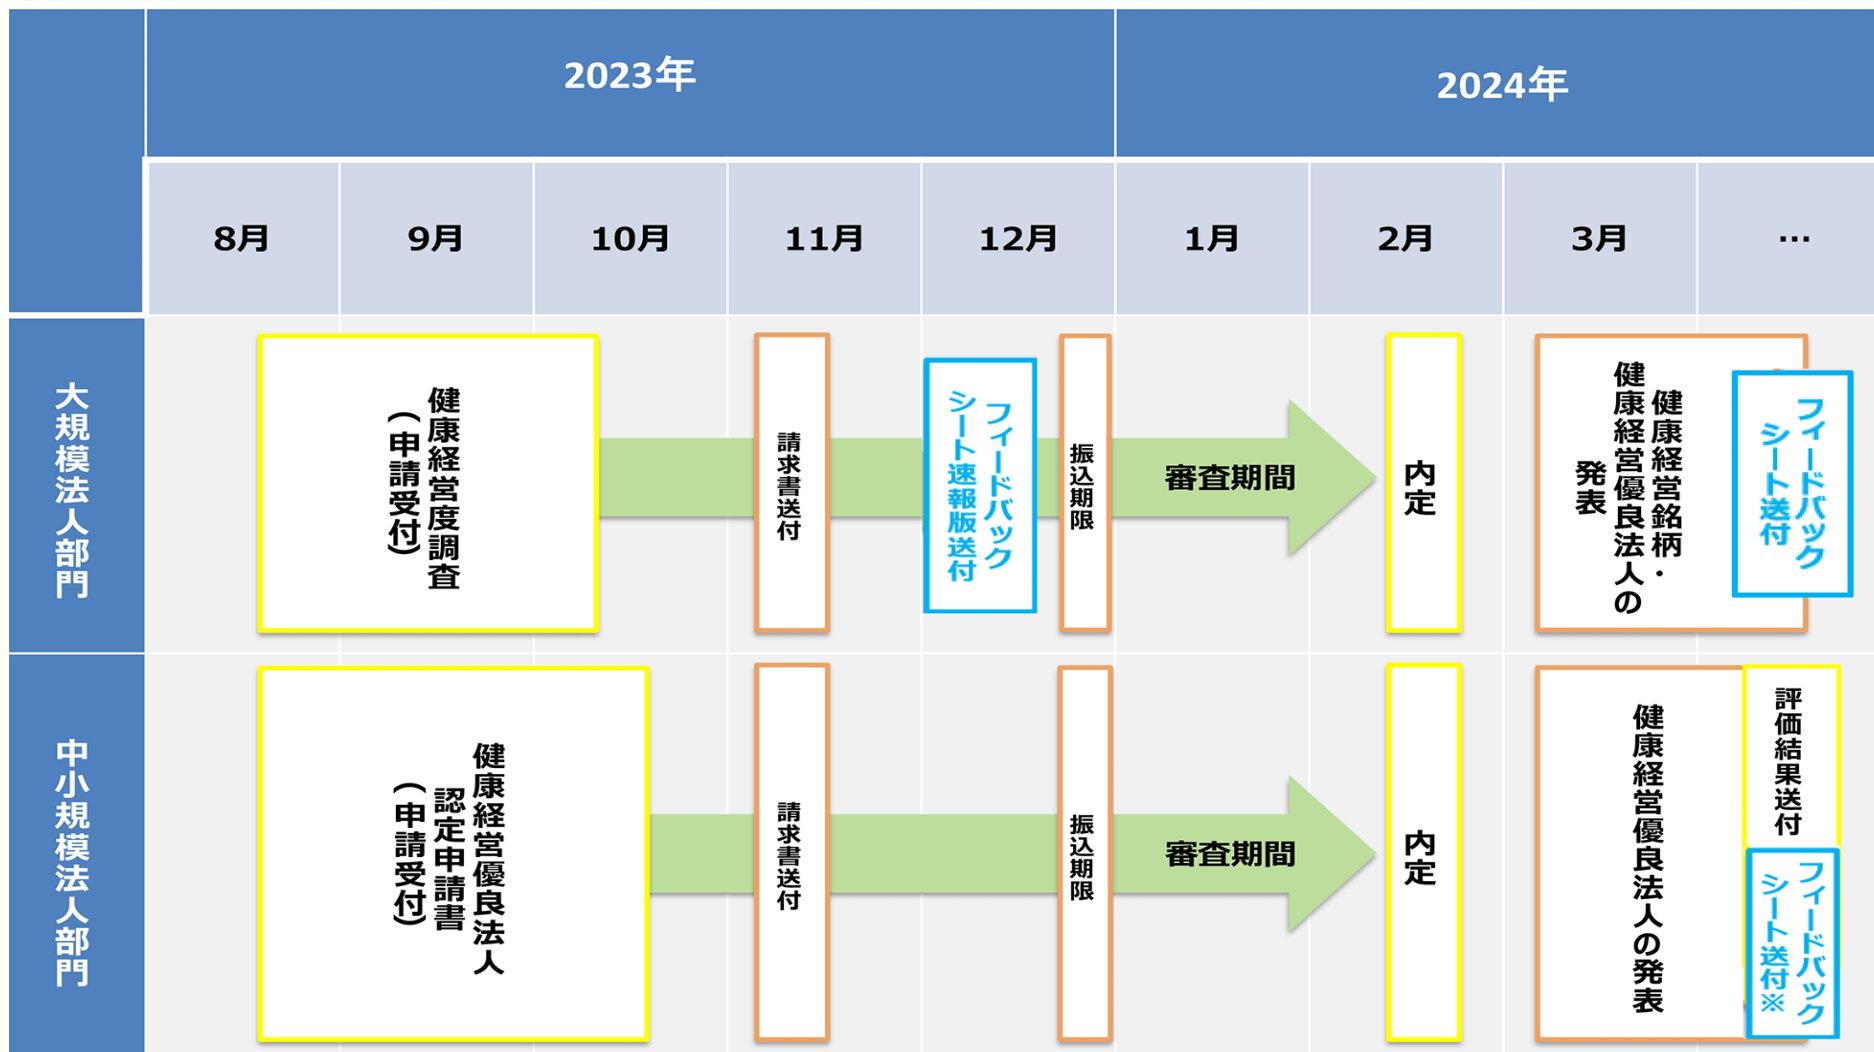 2023年
2024年
8月
9月
10月
11月
12月
1月
2月
3月
…
大規模法人部門
健康経営度調査
（申請受付）
請求書送付
フィードバック
シート速報版送付
振込期限
審査期間
内定
健康経営銘柄・
健康経営優良法人の
発表
フィードバック
シート送付
中小規模法人部門
健康経営優良法人
認定申請書
（申請受付）
請求書送付
振込期限
審査期間
内定
健康経営優良法人の発表
評価結果送付
フィードバック
シート送付※